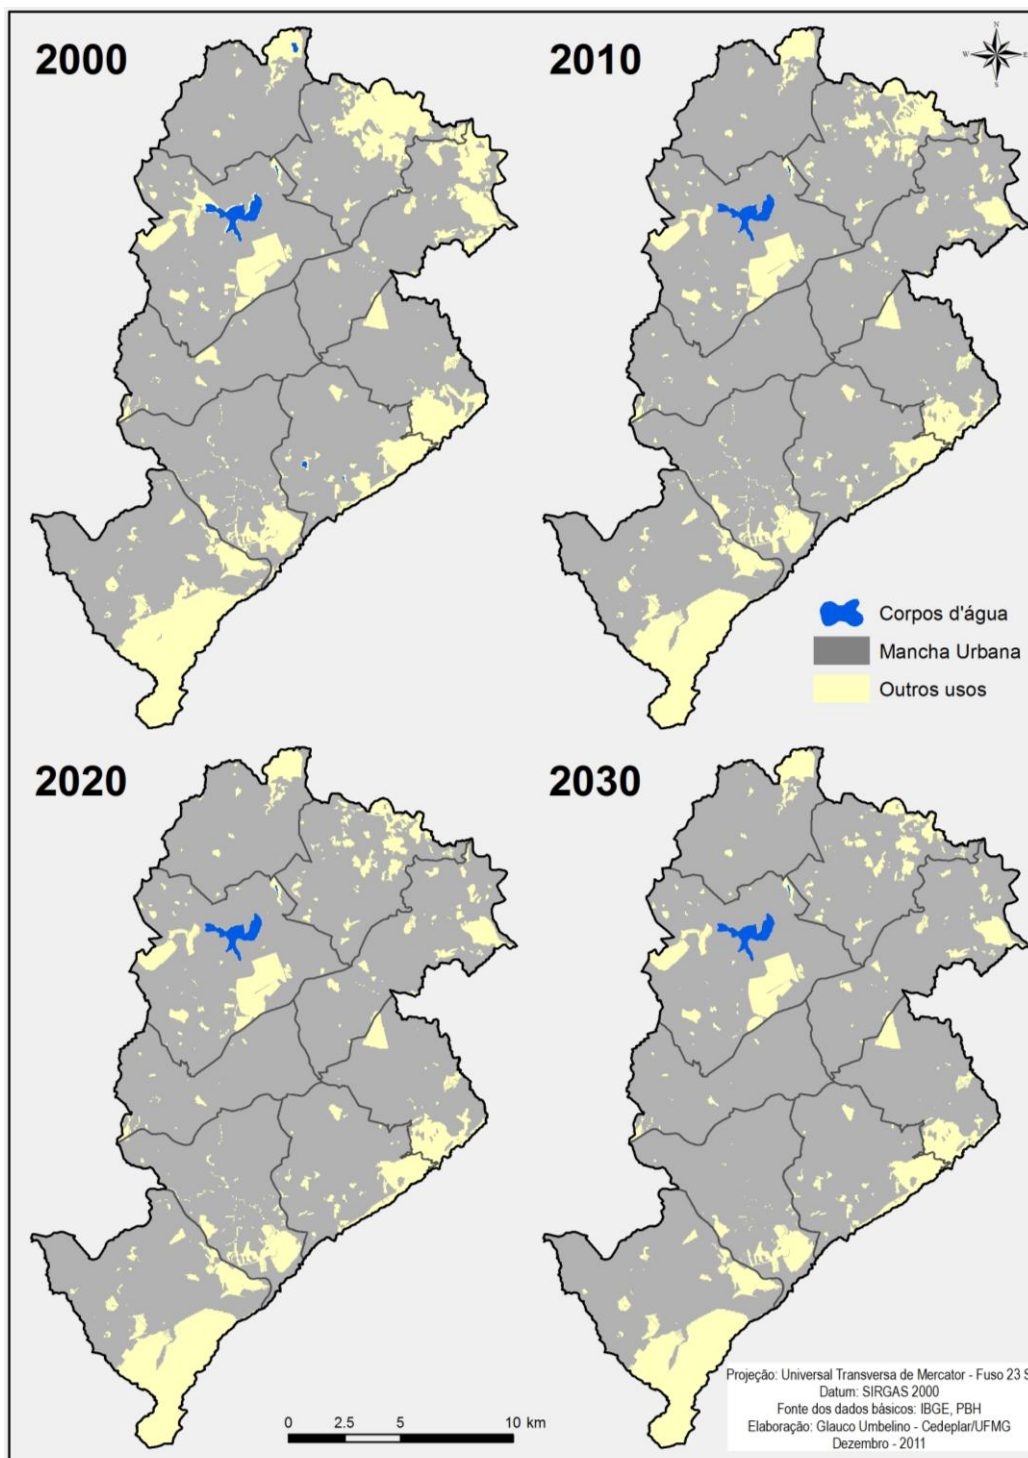 2000
2010
N
W
E
S
Corpos d'água
Mancha Urbana
Outros usos
2020
2030
0 2.5 5 10 km
Projeção: Universal Transversa de Mercator - Fuso 23 S
Datum: SIRGAS 2000
Fonte dos dados básicos: IBGE, PBH
Elaboração: Glauco Umbelino - Cedeplar/UFMG
Dezembro - 2011